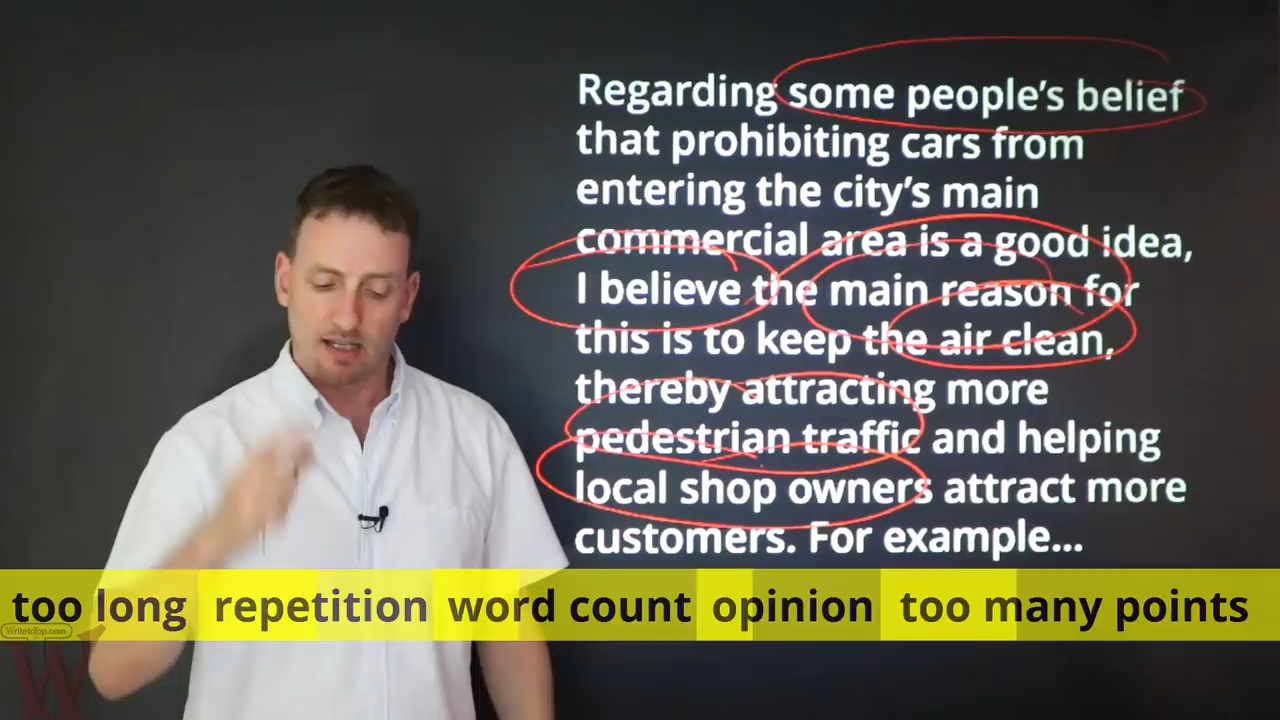 Regarding some people's belief
that prohibiting cars from
entering the city's main
commercial area is a good idea,
I believe the main reason for
this is to keep the air clean,
thereby attracting more
pedestrian traffic and helping
local shop owners attract more
customers. For example...
too long repetition word count opinion too many points
WritetoTop.com
W